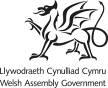 Llywodraeth Cynulliad Cymru
Welsh Assembly Government